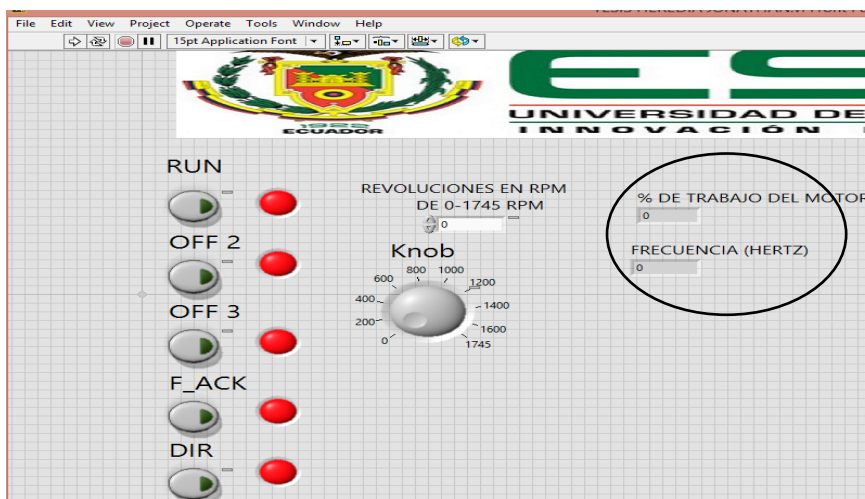 File Edit View Project Operate Tools Window Help
15pt Application Font
1922
ECUADOR
ES
UNIVERSIDAD DE
INNOVACIÓN
RUN
OFF 2
OFF 3
F_ACK
DIR
REVOLUCIONES EN RPM
DE 0-1745 RPM
0
Knob
0
200
400
600
800
1000
1200
1400
1600
1745
% DE TRABAJO DEL MOTOR
0
FRECUENCIA (HERTZ)
0